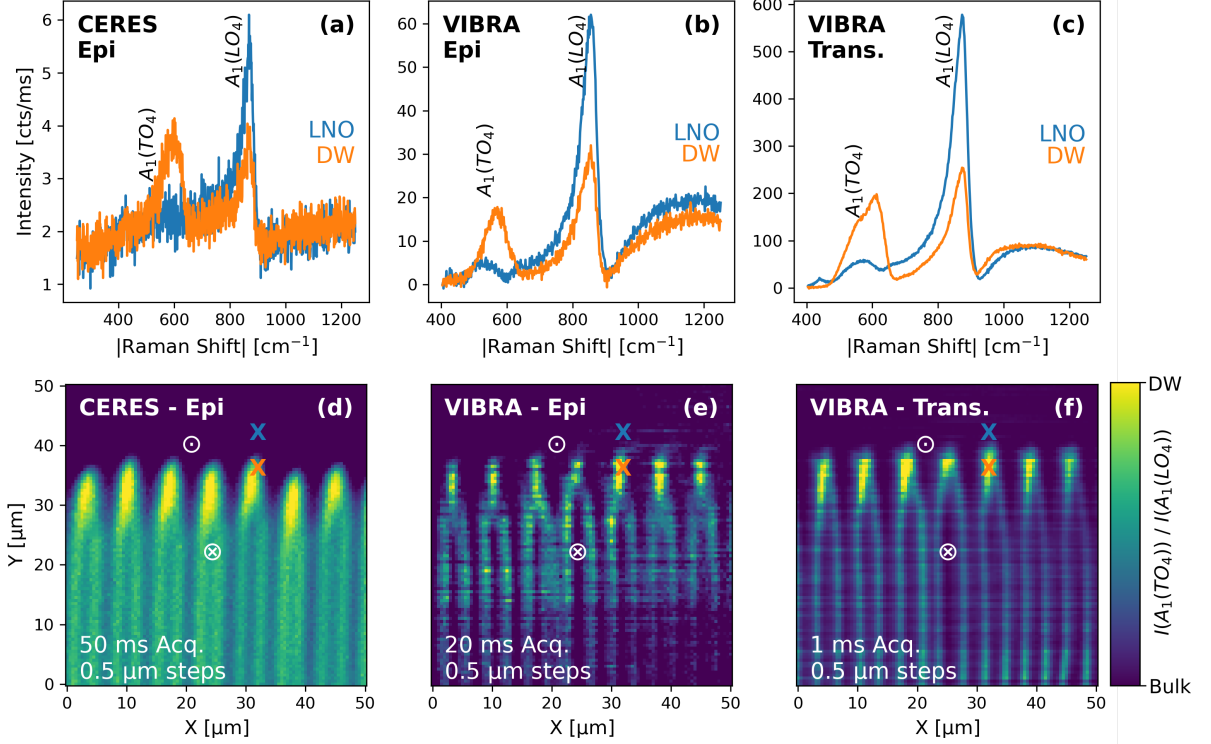 CERES
Epi
(a)
A₁(TO₄)
A₁(LO₄)
LNO
DW
Intensity [cts/ms]
6
5
4
3
2
1
400 600 800 1000 1200
|Raman Shift| [cm⁻¹]
VIBRA
Epi
(b)
A₁(TO₄)
A₁(LO₄)
LNO
DW
60
50
40
30
20
10
0
400 600 800 1000 1200
|Raman Shift| [cm⁻¹]
VIBRA
Trans.
(c)
A₁(TO₄)
A₁(LO₄)
LNO
DW
600
500
400
300
200
100
0
400 600 800 1000 1200
|Raman Shift| [cm⁻¹]
CERES - Epi (d)
X
X
50 ms Acq.
0.5 µm steps
Y [µm]
50
40
30
20
10
0
0 10 20 30 40 50
X [µm]
VIBRA - Epi (e)
X
X
20 ms Acq.
0.5 µm steps
0 10 20 30 40 50
X [µm]
VIBRA - Trans. (f)
X
X
1 ms Acq.
0.5 µm steps
0 10 20 30 40 50
X [µm]
DW
I(A₁(TO₄)) / I(A₁(LO₄))
Bulk